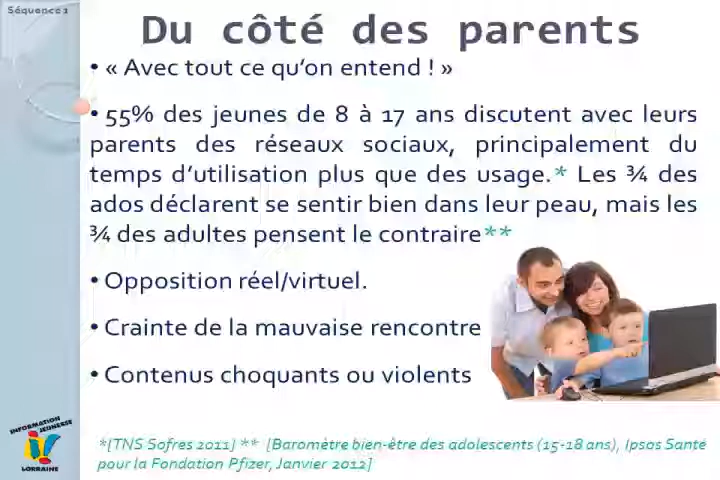 Séquence 1
Du côté des parents
• « Avec tout ce qu’on entend ! »
• 55% des jeunes de 8 à 17 ans discutent avec leurs
parents des réseaux sociaux, principalement du
temps d’utilisation plus que des usage.* Les ¾ des
ados déclarent se sentir bien dans leur peau, mais les
¾ des adultes pensent le contraire**
• Opposition réel/virtuel.
• Crainte de la mauvaise rencontre
• Contenus choquants ou violents
INFORMATION
JEUNESSE
LORRAINE
*[TNS Sofres 2011] ** [Baromètre bien-être des adolescents (15-18 ans), Ipsos Santé
pour la Fondation Pfizer, Janvier 2012]